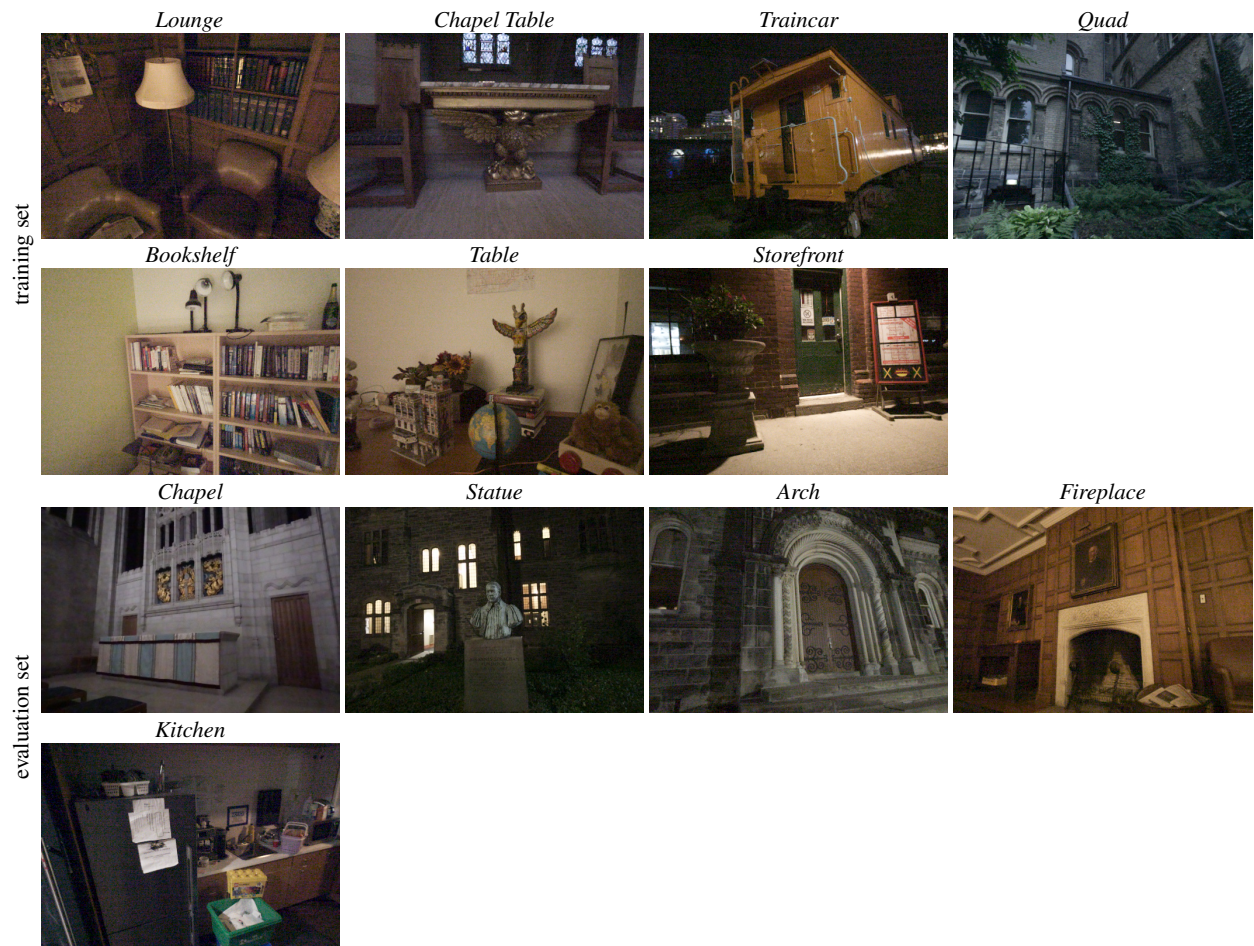 Lounge
Chapel Table
Traincar
Quad
training set
Bookshelf
Table
Storefront
Chapel
Statue
Arch
Fireplace
evaluation set
Kitchen